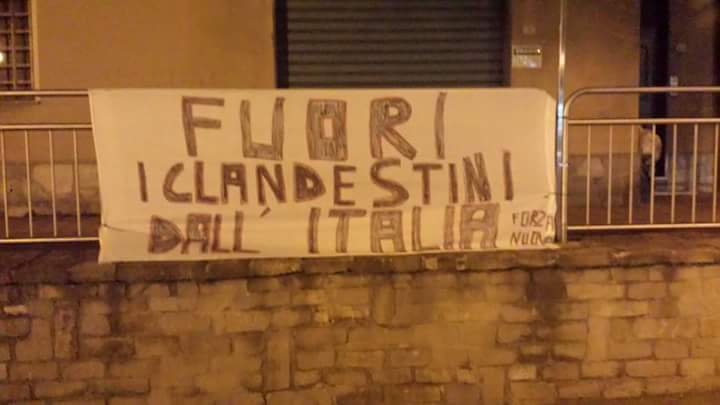 FUORI
I CLANDESTINI
DALL' ITALIA
FORZA
NUOVA